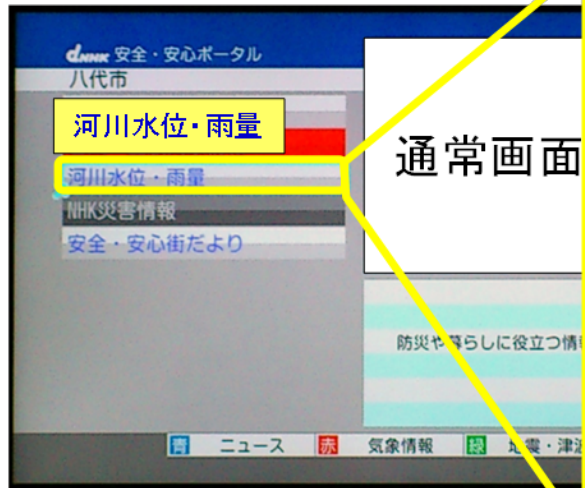 dNHK 安全・安心ポータル
八代市
河川水位・雨量
河川水位・雨量
NHK災害情報
安全・安心街だより
通常画面
防災や暮らしに役立つ情
青 ニュース 赤 気象情報 緑 地震・津波